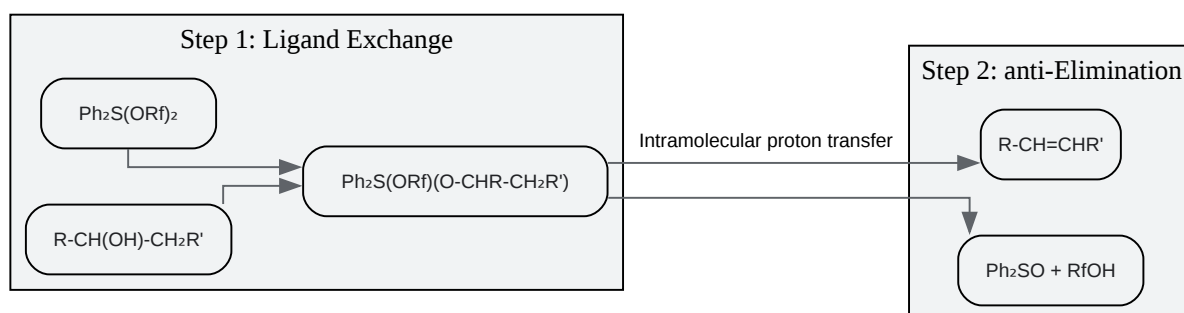 Step 1: Ligand Exchange
Ph₂S(ORf)₂
R-CH(OH)-CH₂R'
Ph₂S(ORf)(O-CHR-CH₂R')
Intramolecular proton transfer
Step 2: anti-Elimination
R-CH=CHR'
Ph₂SO + RfOH